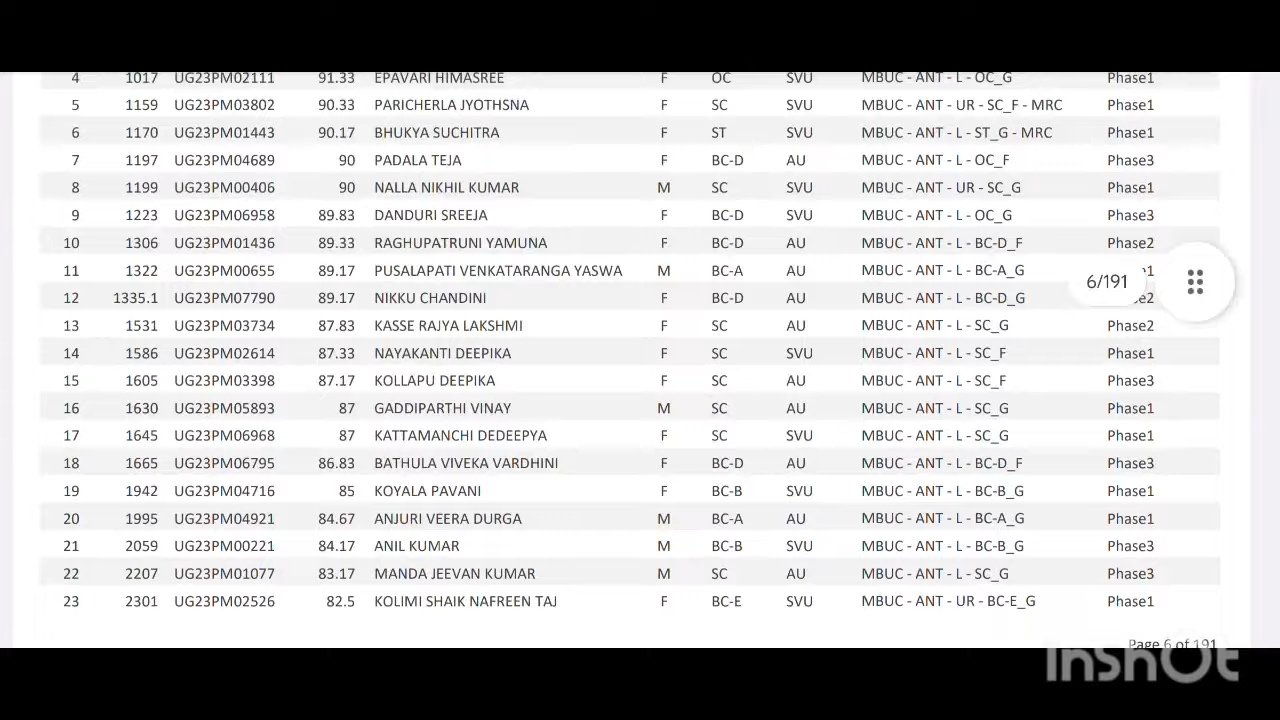 4 1017 UG23PM02111 91.33 EPAVARI HIMASREE F OC SVU MBUC - ANT - L - OC_G Phase1
5 1159 UG23PM03802 90.33 PARICHERLA JYOTHSNA F SC SVU MBUC - ANT - UR - SC_F - MRC Phase1
6 1170 UG23PM01443 90.17 BHUKYA SUCHITRA F ST SVU MBUC - ANT - L - ST_G - MRC Phase1
7 1197 UG23PM04689 90 PADALA TEJA F BC-D AU MBUC - ANT - L - OC_F Phase3
8 1199 UG23PM00406 90 NALLA NIKHIL KUMAR M SC SVU MBUC - ANT - UR - SC_G Phase1
9 1223 UG23PM06958 89.83 DANDURI SREEJA F BC-D SVU MBUC - ANT - L - OC_G Phase3
10 1306 UG23PM01436 89.33 RAGHUPATRUNI YAMUNA F BC-D AU MBUC - ANT - L - BC-D_F Phase2
11 1322 UG23PM00655 89.17 PUSALAPATI VENKATARANGA YASWA M BC-A AU MBUC - ANT - L - BC-A_G 1
6/191
12 1335.1 UG23PM07790 89.17 NIKKU CHANDINI F BC-D AU MBUC - ANT - L - BC-D_G e2
13 1531 UG23PM03734 87.83 KASSE RAJYA LAKSHMI F SC AU MBUC - ANT - L - SC_G Phase2
14 1586 UG23PM02614 87.33 NAYAKANTI DEEPIKA F SC SVU MBUC - ANT - L - SC_F Phase1
15 1605 UG23PM03398 87.17 KOLLAPU DEEPIKA F SC AU MBUC - ANT - L - SC_F Phase3
16 1630 UG23PM05893 87 GADDIPARTHI VINAY M SC AU MBUC - ANT - L - SC_G Phase1
17 1645 UG23PM06968 87 KATTAMANCHI DEDEEPYA F SC SVU MBUC - ANT - L - SC_G Phase1
18 1665 UG23PM06795 86.83 BATHULA VIVEKA VARDHINI F BC-D AU MBUC - ANT - L - BC-D_F Phase3
19 1942 UG23PM04716 85 KOYALA PAVANI F BC-B SVU MBUC - ANT - L - BC-B_G Phase1
20 1995 UG23PM04921 84.67 ANJURI VEERA DURGA M BC-A AU MBUC - ANT - L - BC-A_G Phase1
21 2059 UG23PM00221 84.17 ANIL KUMAR M BC-B SVU MBUC - ANT - L - BC-B_G Phase3
22 2207 UG23PM01077 83.17 MANDA JEEVAN KUMAR M SC AU MBUC - ANT - L - SC_G Phase3
23 2301 UG23PM02526 82.5 KOLIMI SHAIK NAFREEN TAJ F BC-E SVU MBUC - ANT - UR - BC-E_G Phase1
Page 6 of 191
InShOt